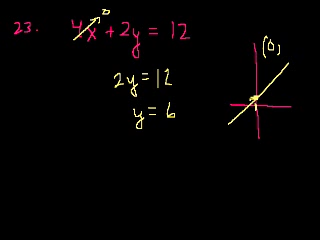 23. 4x + 2y = 12
0
(0,
2y = 12
y = 6